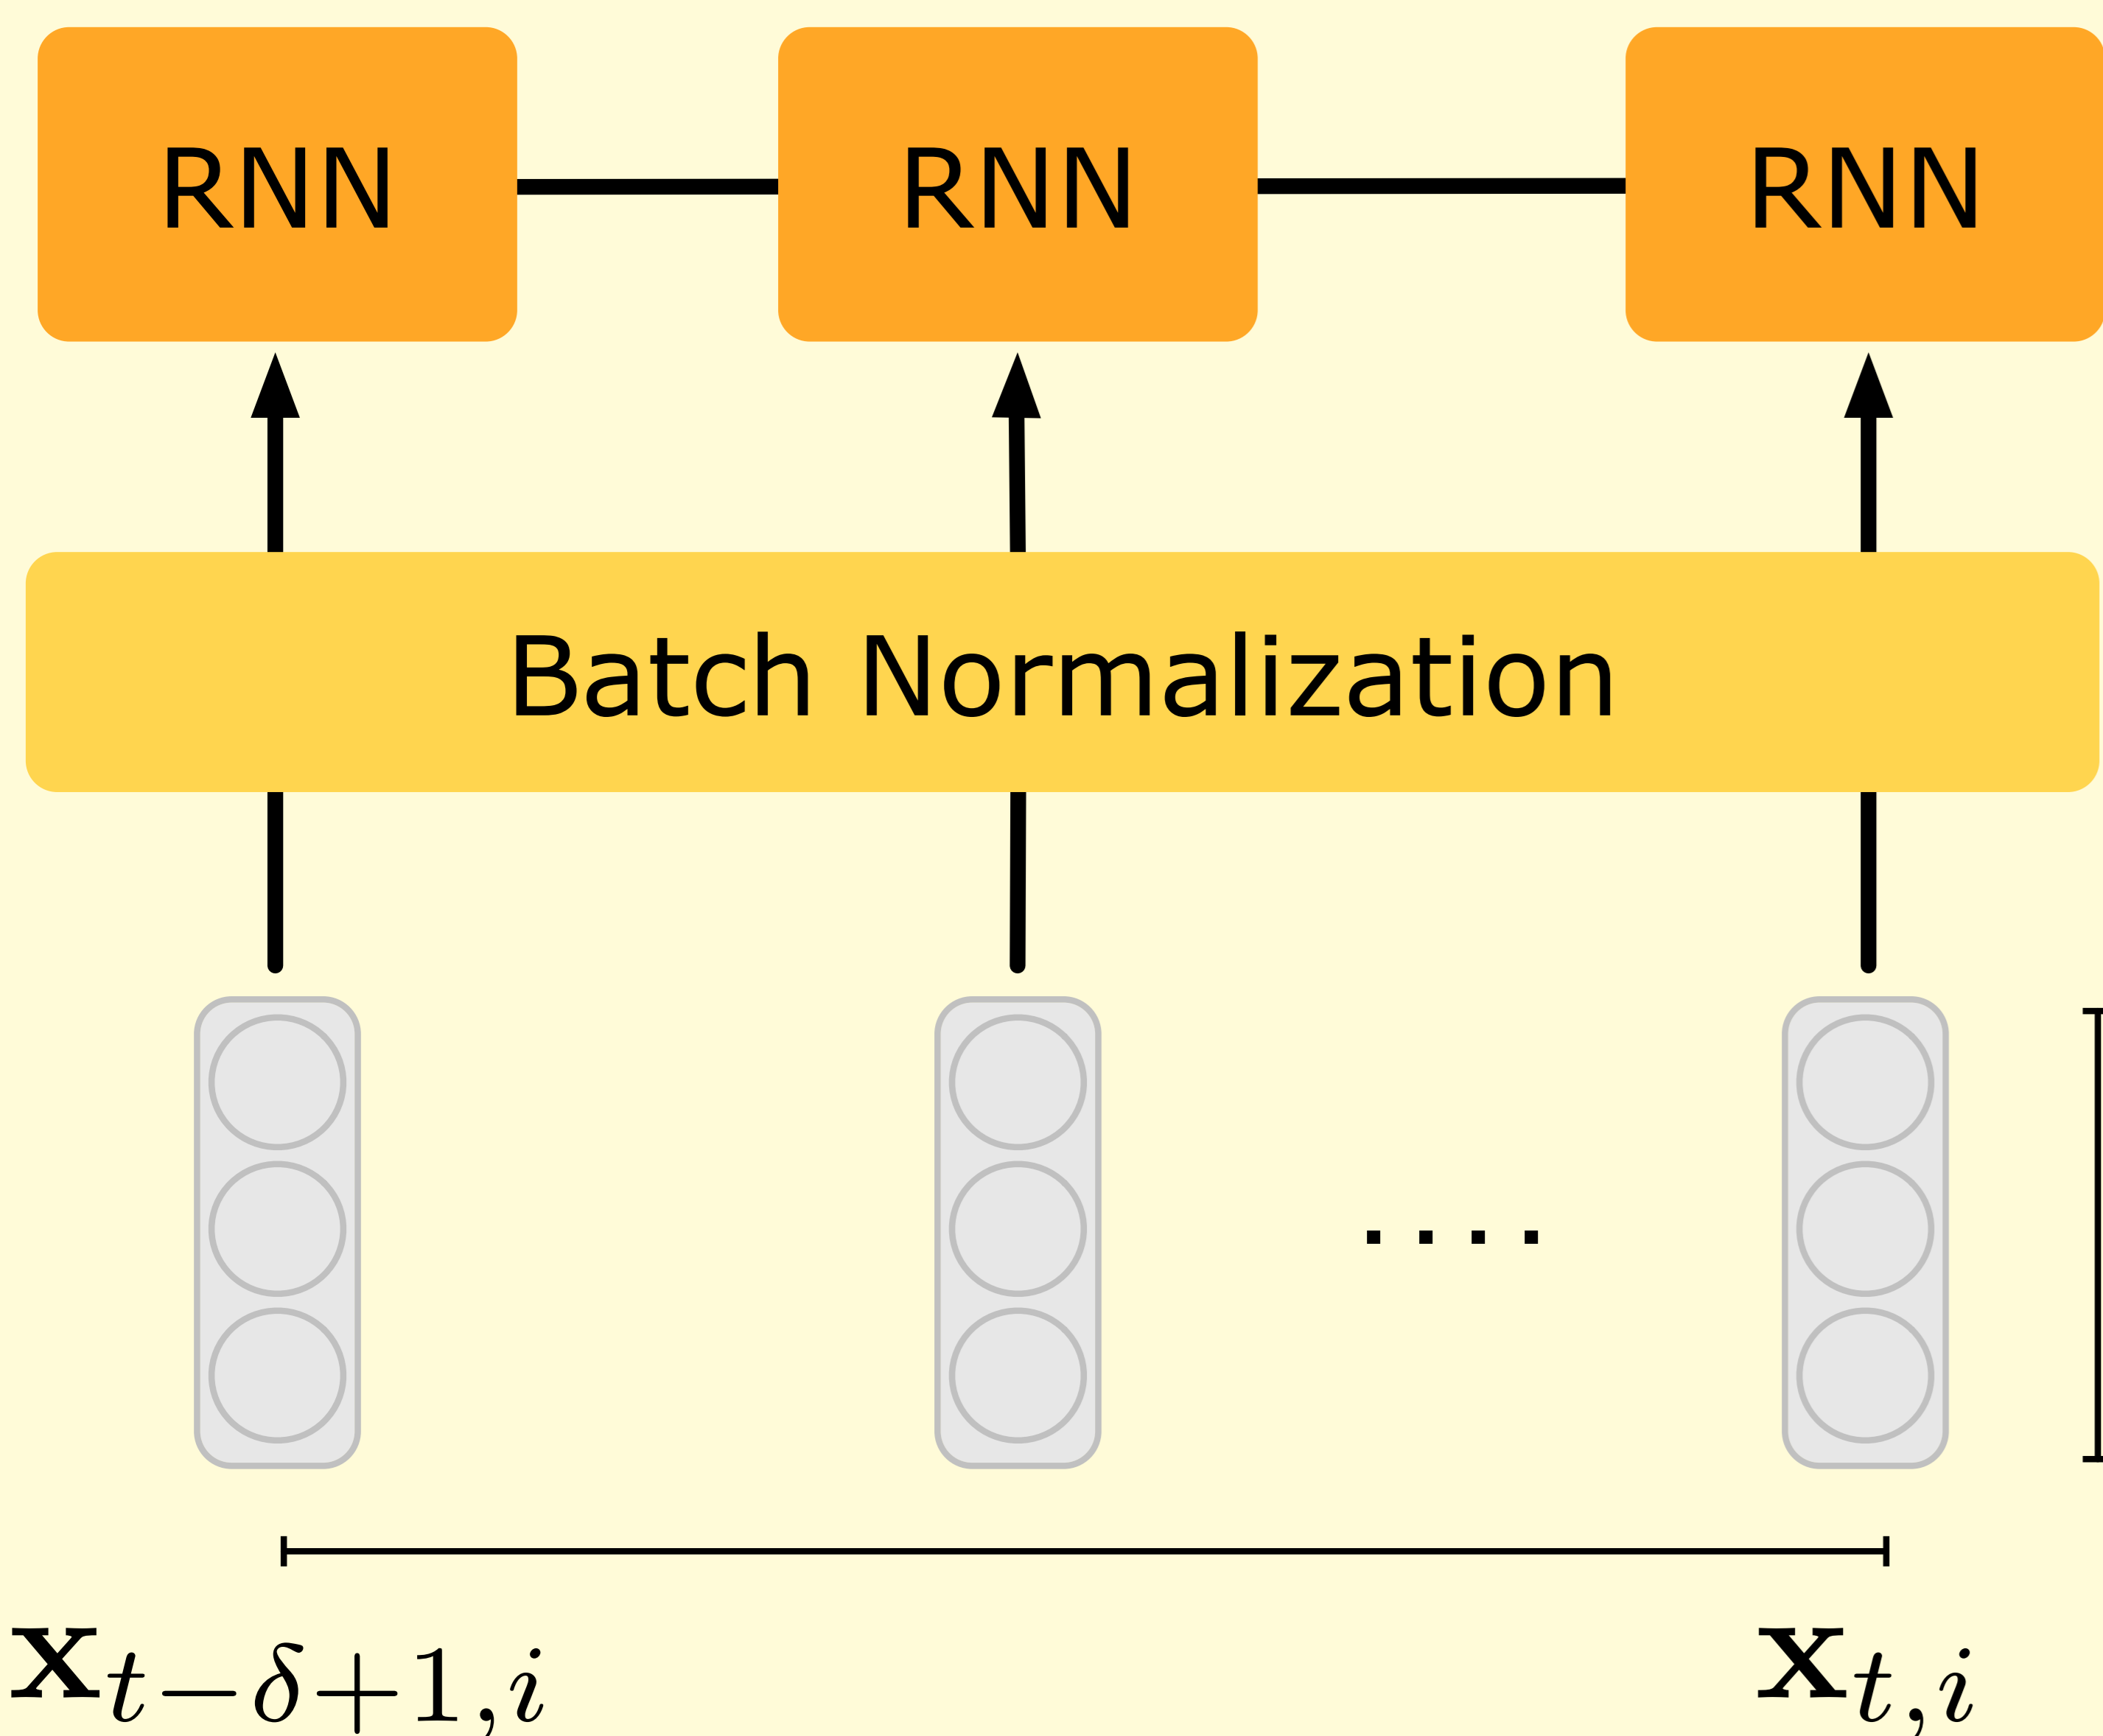 RNN RNN RNN
Batch Normalization
....
x_{t−δ+1,i} x_{t,i}